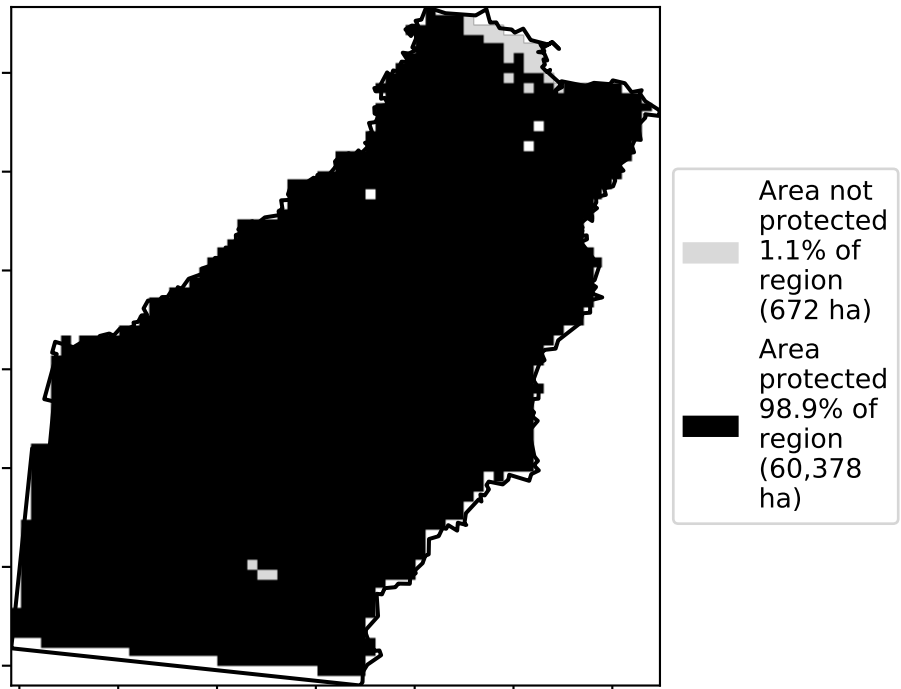 Area not
protected
1.1% of
region
(672 ha)
Area
protected
98.9% of
region
(60,378
ha)